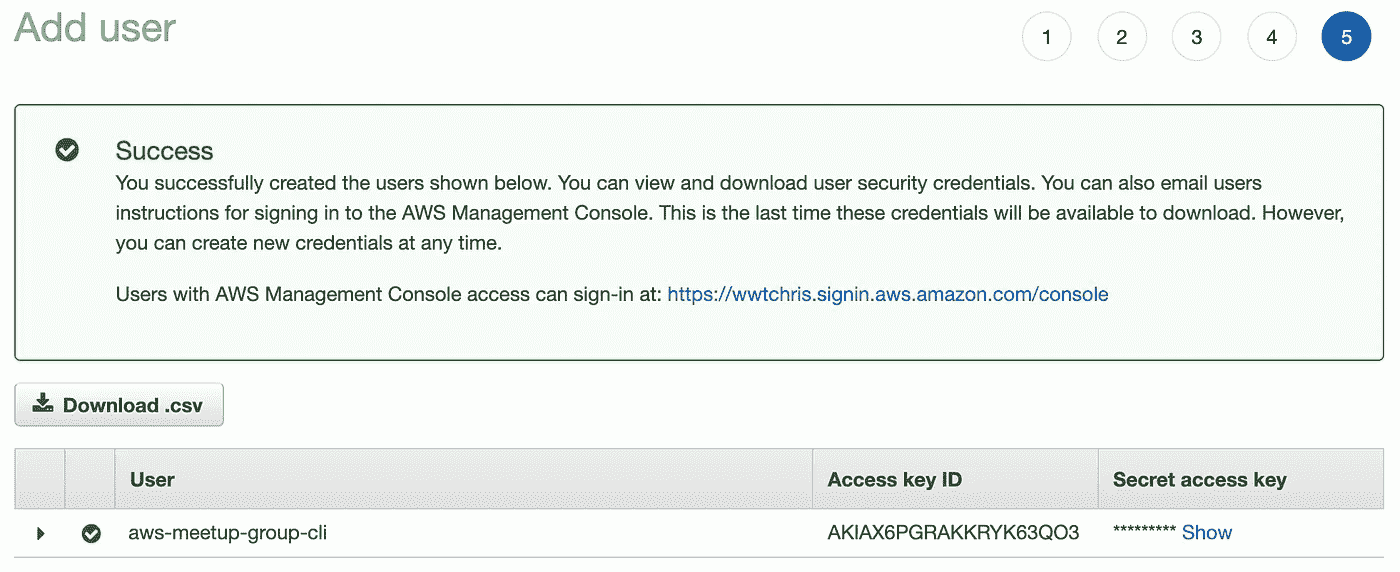 Add user
1 2 3 4 5
Success
You successfully created the users shown below. You can view and download user security credentials. You can also email users
instructions for signing in to the AWS Management Console. This is the last time these credentials will be available to download. However,
you can create new credentials at any time.
Users with AWS Management Console access can sign-in at: https://wwtchris.signin.aws.amazon.com/console
Download .csv
User Access key ID Secret access key
aws-meetup-group-cli AKIAX6PGRAKKRYK63QO3 ********* Show